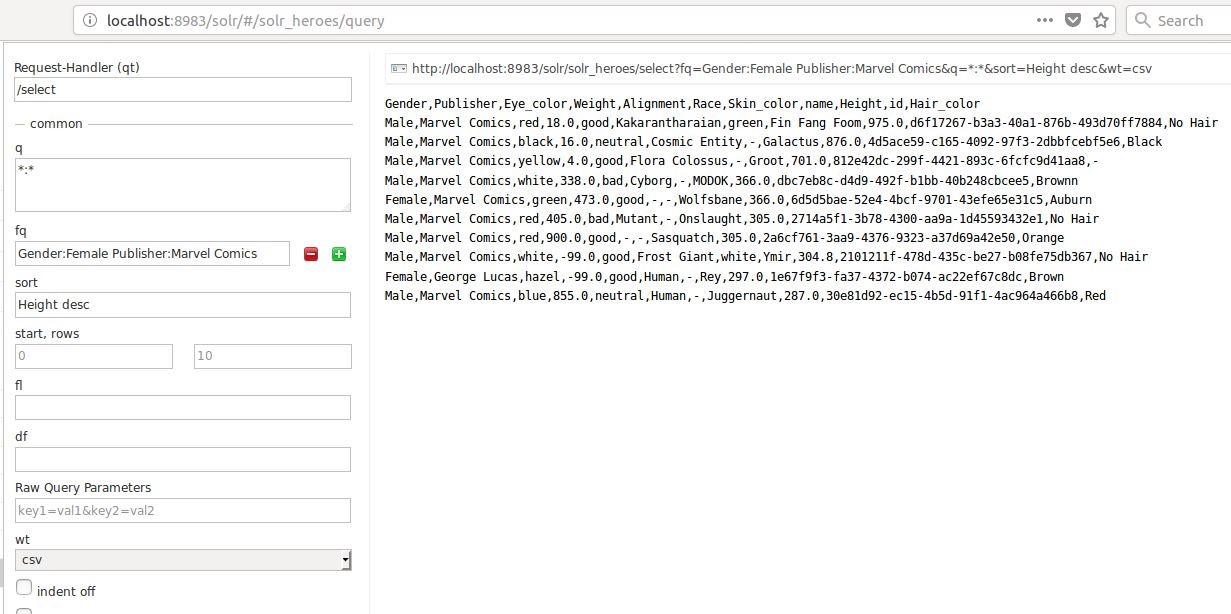 localhost:8983/solr/#/solr_heroes/query
Search
Request-Handler (qt)
/select
common
q
*:*
fq
Gender:Female Publisher:Marvel Comics
sort
Height desc
start, rows
0 10
fl
df
Raw Query Parameters
key1=val1&key2=val2
wt
csv
indent off
http://localhost:8983/solr/solr_heroes/select?fq=Gender:Female Publisher:Marvel Comics&q=*:*&sort=Height desc&wt=csv
Gender,Publisher,Eye_color,Weight,Alignment,Race,Skin_color,name,Height,id,Hair_color
Male,Marvel Comics,red,18.0,good,Kakarantharaian,green,Fin Fang Foom,975.0,d6f17267-b3a3-40a1-876b-493d70ff7884,No Hair
Male,Marvel Comics,black,16.0,neutral,Cosmic Entity,-,Galactus,876.0,4d5ace59-c165-4092-97f3-2dbbfcebf5e6,Black
Male,Marvel Comics,yellow,4.0,good,Flora Colossus,-,Groot,701.0,812e42dc-299f-4421-893c-6fcfc9d41aa8,-
Male,Marvel Comics,white,338.0,bad,Cyborg,-,MODOK,366.0,dbc7eb8c-d4d9-492f-b1bb-40b248cbcee5,Brownn
Female,Marvel Comics,green,473.0,good,-,-,Wolfsbane,366.0,6d5d5bae-52e4-4bcf-9701-43efe65e31c5,Auburn
Male,Marvel Comics,red,405.0,bad,Mutant,-,Onslaught,305.0,2714a5f1-3b78-4300-aa9a-1d45593432e1,No Hair
Male,Marvel Comics,red,900.0,good,-,-,Sasquatch,305.0,2a6cf761-3aa9-4376-9323-a37d69a42e50,Orange
Male,Marvel Comics,white,-99.0,good,Frost Giant,white,Ymir,304.8,2101211f-478d-435c-be27-b08fe75db367,No Hair
Female,George Lucas,hazel,-99.0,good,Human,-,Rey,297.0,1e67f9f3-fa37-4372-b074-ac22ef67c8dc,Brown
Male,Marvel Comics,blue,855.0,neutral,Human,-,Juggernaut,287.0,30e81d92-ec15-4b5d-91f1-4ac964a466b8,Red